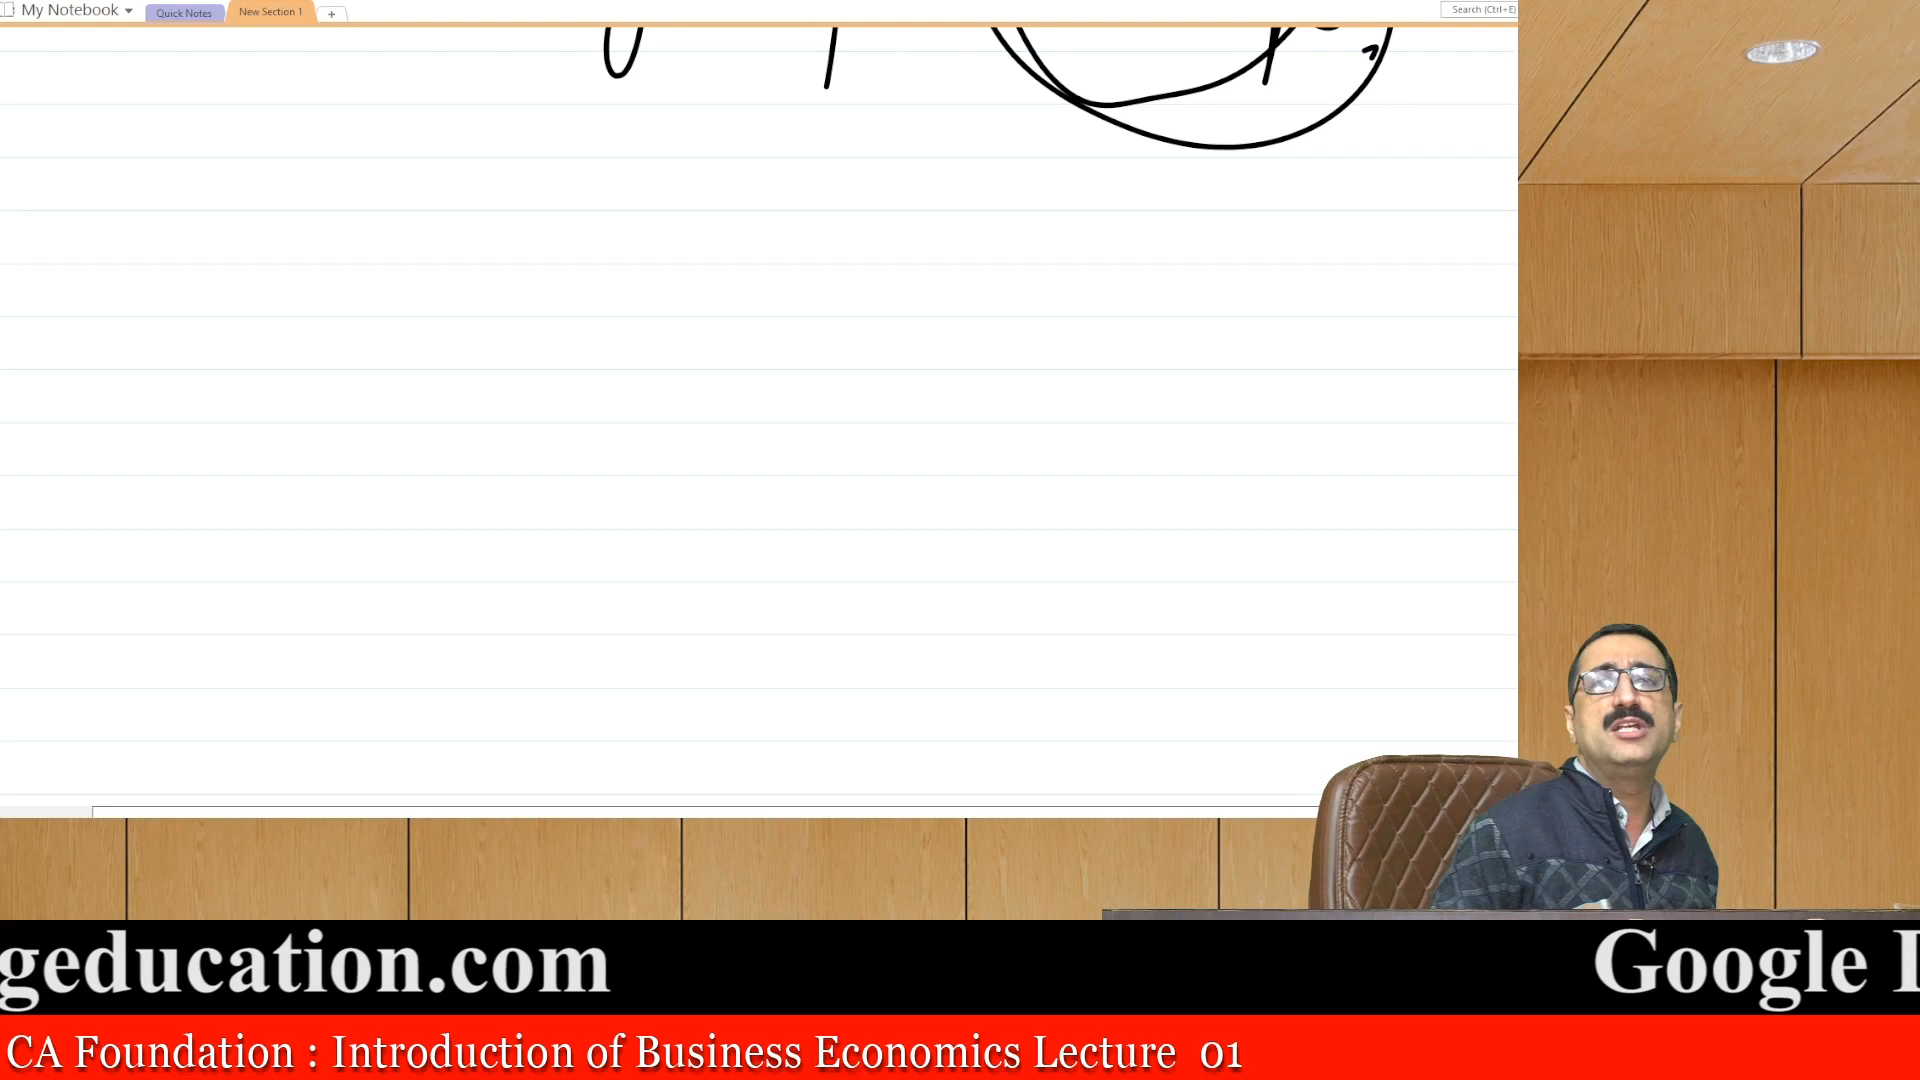 My Notebook
Quick Notes
New Section 1
+
Search (Ctrl+E)
geducation.com
Google
CA Foundation : Introduction of Business Economics Lecture 01